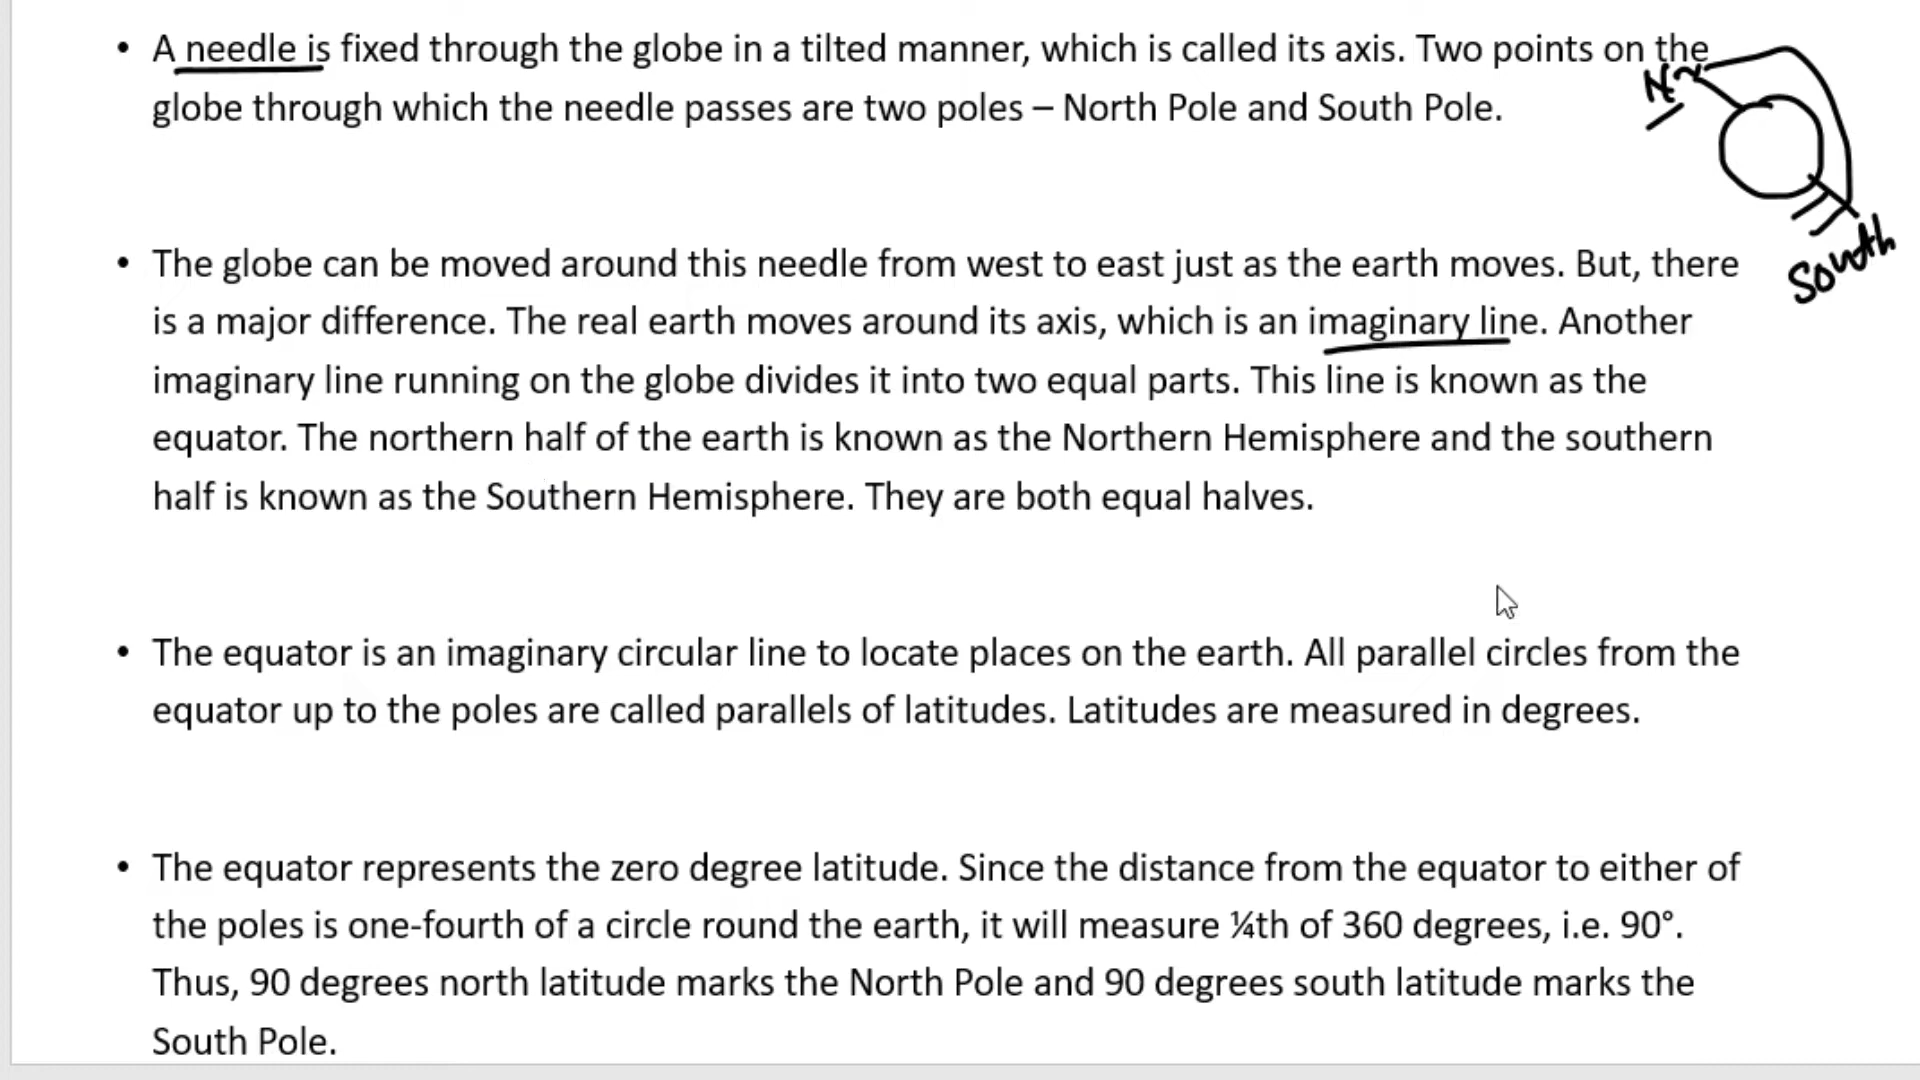 • A needle is fixed through the globe in a tilted manner, which is called its axis. Two points on the
globe through which the needle passes are two poles – North Pole and South Pole.
N
South
• The globe can be moved around this needle from west to east just as the earth moves. But, there
is a major difference. The real earth moves around its axis, which is an imaginary line. Another
imaginary line running on the globe divides it into two equal parts. This line is known as the
equator. The northern half of the earth is known as the Northern Hemisphere and the southern
half is known as the Southern Hemisphere. They are both equal halves.
• The equator is an imaginary circular line to locate places on the earth. All parallel circles from the
equator up to the poles are called parallels of latitudes. Latitudes are measured in degrees.
• The equator represents the zero degree latitude. Since the distance from the equator to either of
the poles is one-fourth of a circle round the earth, it will measure ¼th of 360 degrees, i.e. 90°.
Thus, 90 degrees north latitude marks the North Pole and 90 degrees south latitude marks the
South Pole.